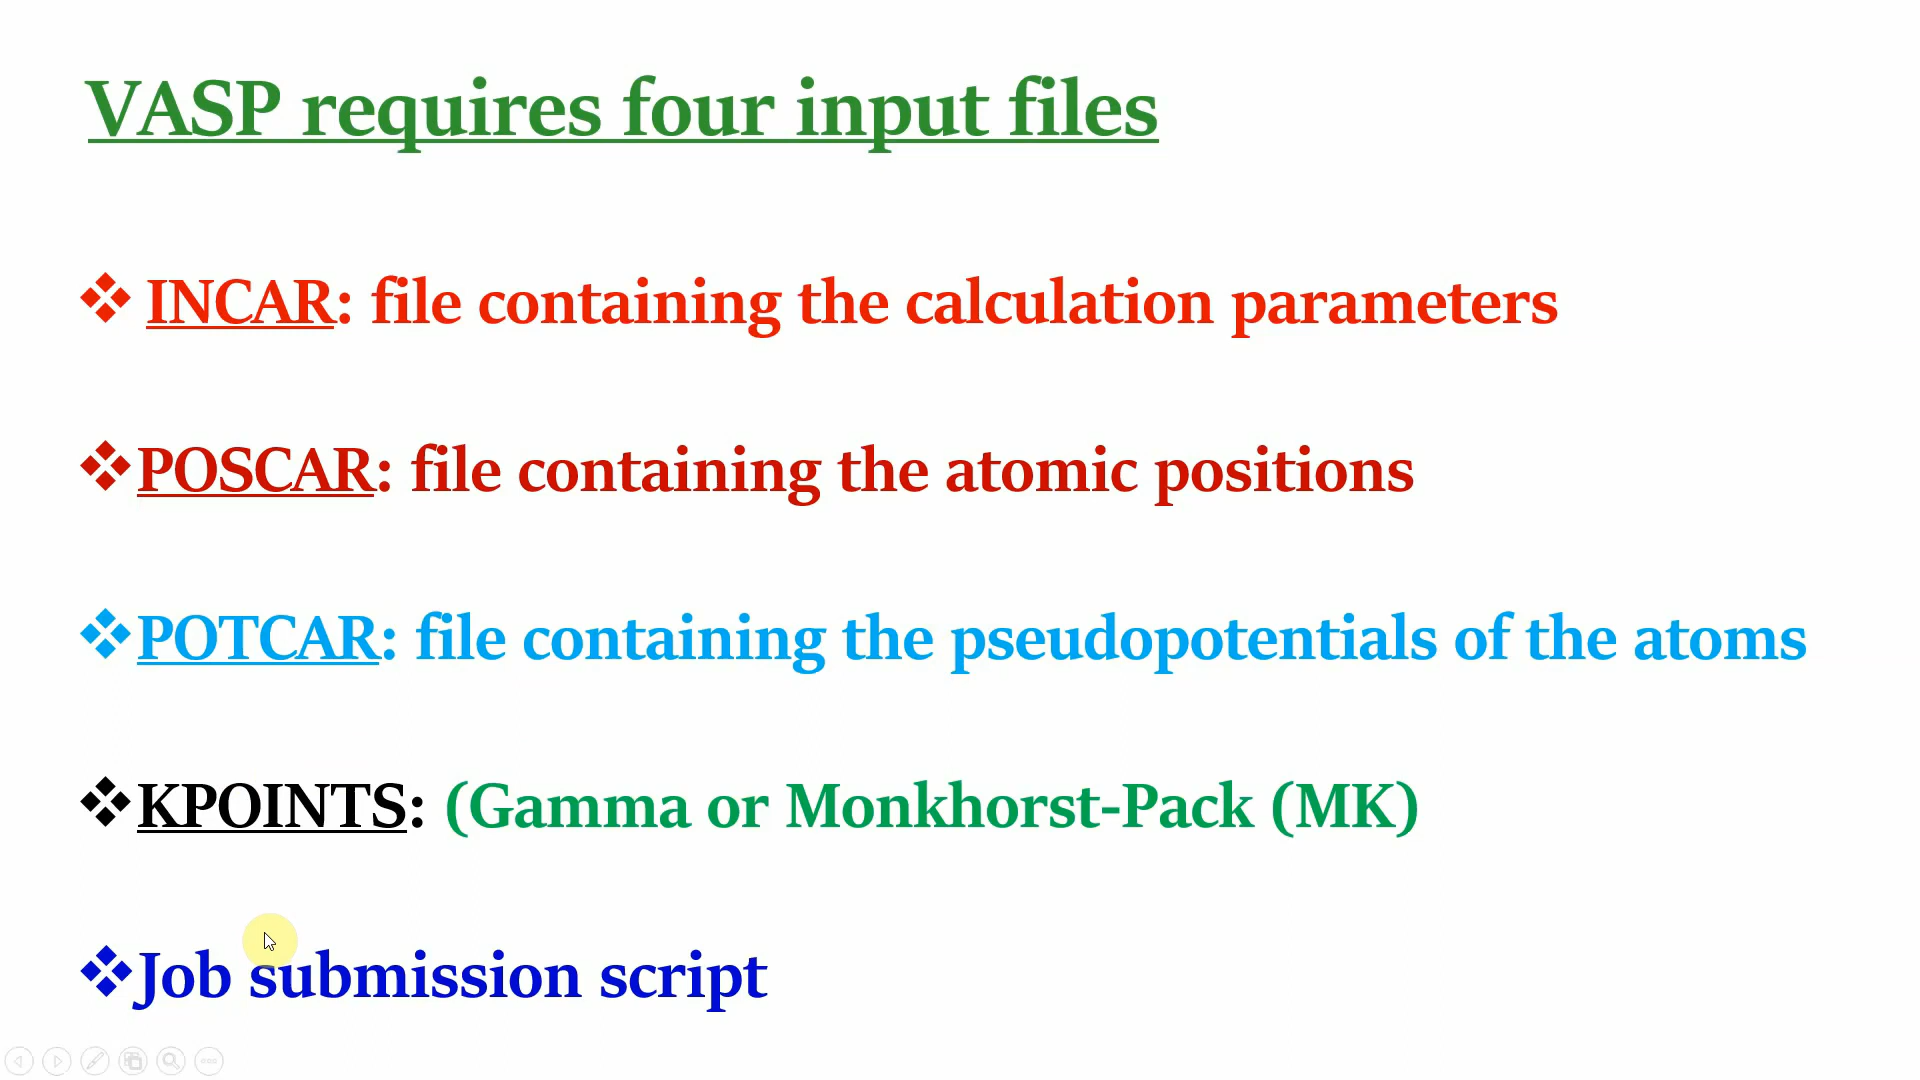 VASP requires four input files
❖ INCAR: file containing the calculation parameters
❖POSCAR: file containing the atomic positions
❖POTCAR: file containing the pseudopotentials of the atoms
❖KPOINTS: (Gamma or Monkhorst-Pack (MK)
❖Job submission script